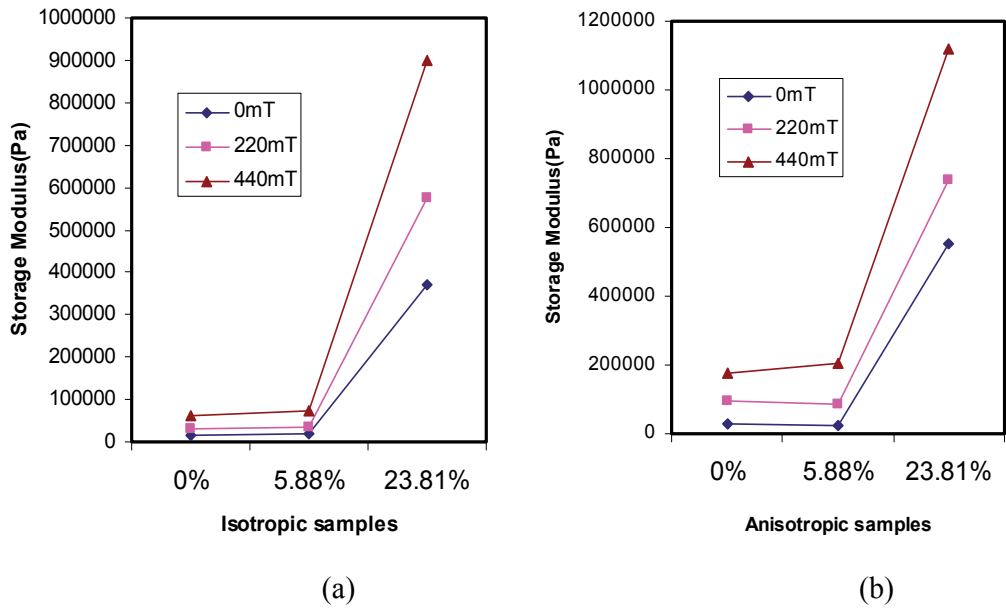 1000000
900000
800000
700000
600000
500000
400000
300000
200000
100000
0
Storage Modulus(Pa)
0mT
220mT
440mT
0%
5.88%
23.81%
Isotropic samples
(a)
1200000
1000000
800000
600000
400000
200000
0
Storage Modulus(Pa)
0mT
220mT
440mT
0%
5.88%
23.81%
Anisotropic samples
(b)